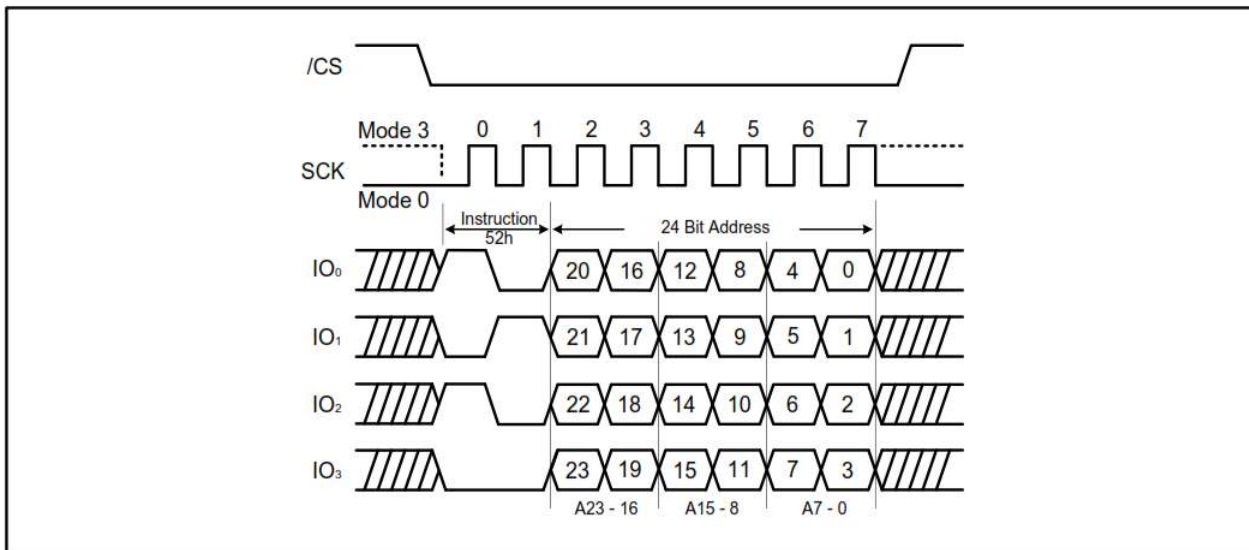 /CS
Mode 3 0 1 2 3 4 5 6 7
SCK
Mode 0
Instruction 24 Bit Address
52h
IO₀ 20 16 12 8 4 0
IO₁ 21 17 13 9 5 1
IO₂ 22 18 14 10 6 2
IO₃ 23 19 15 11 7 3
A23 - 16 A15 - 8 A7 - 0